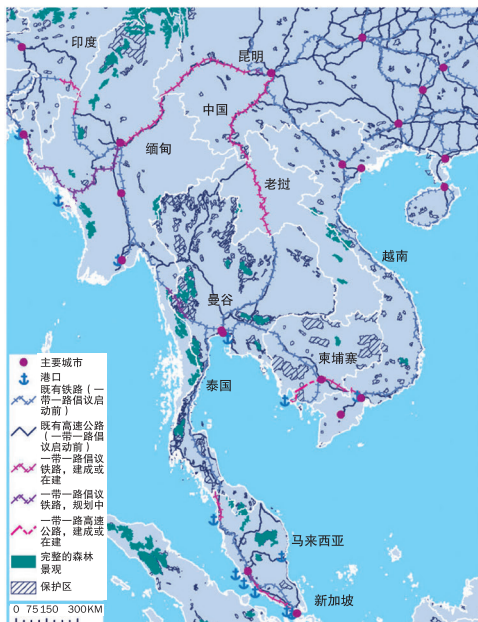 印度
昆明
中国
缅甸
老挝
越南
曼谷
柬埔寨
泰国
马来西亚
新加坡
主要城市
港口
既有铁路（一
带一路倡议启
动前）
既有高速公路
（一带一路倡
议启动前）
一带一路倡议
铁路，建成或
在建
一带一路倡议
铁路，规划中
一带一路高速
公路，建成或
在建
完整的森林
景观
保护区
0 75 150 300KM